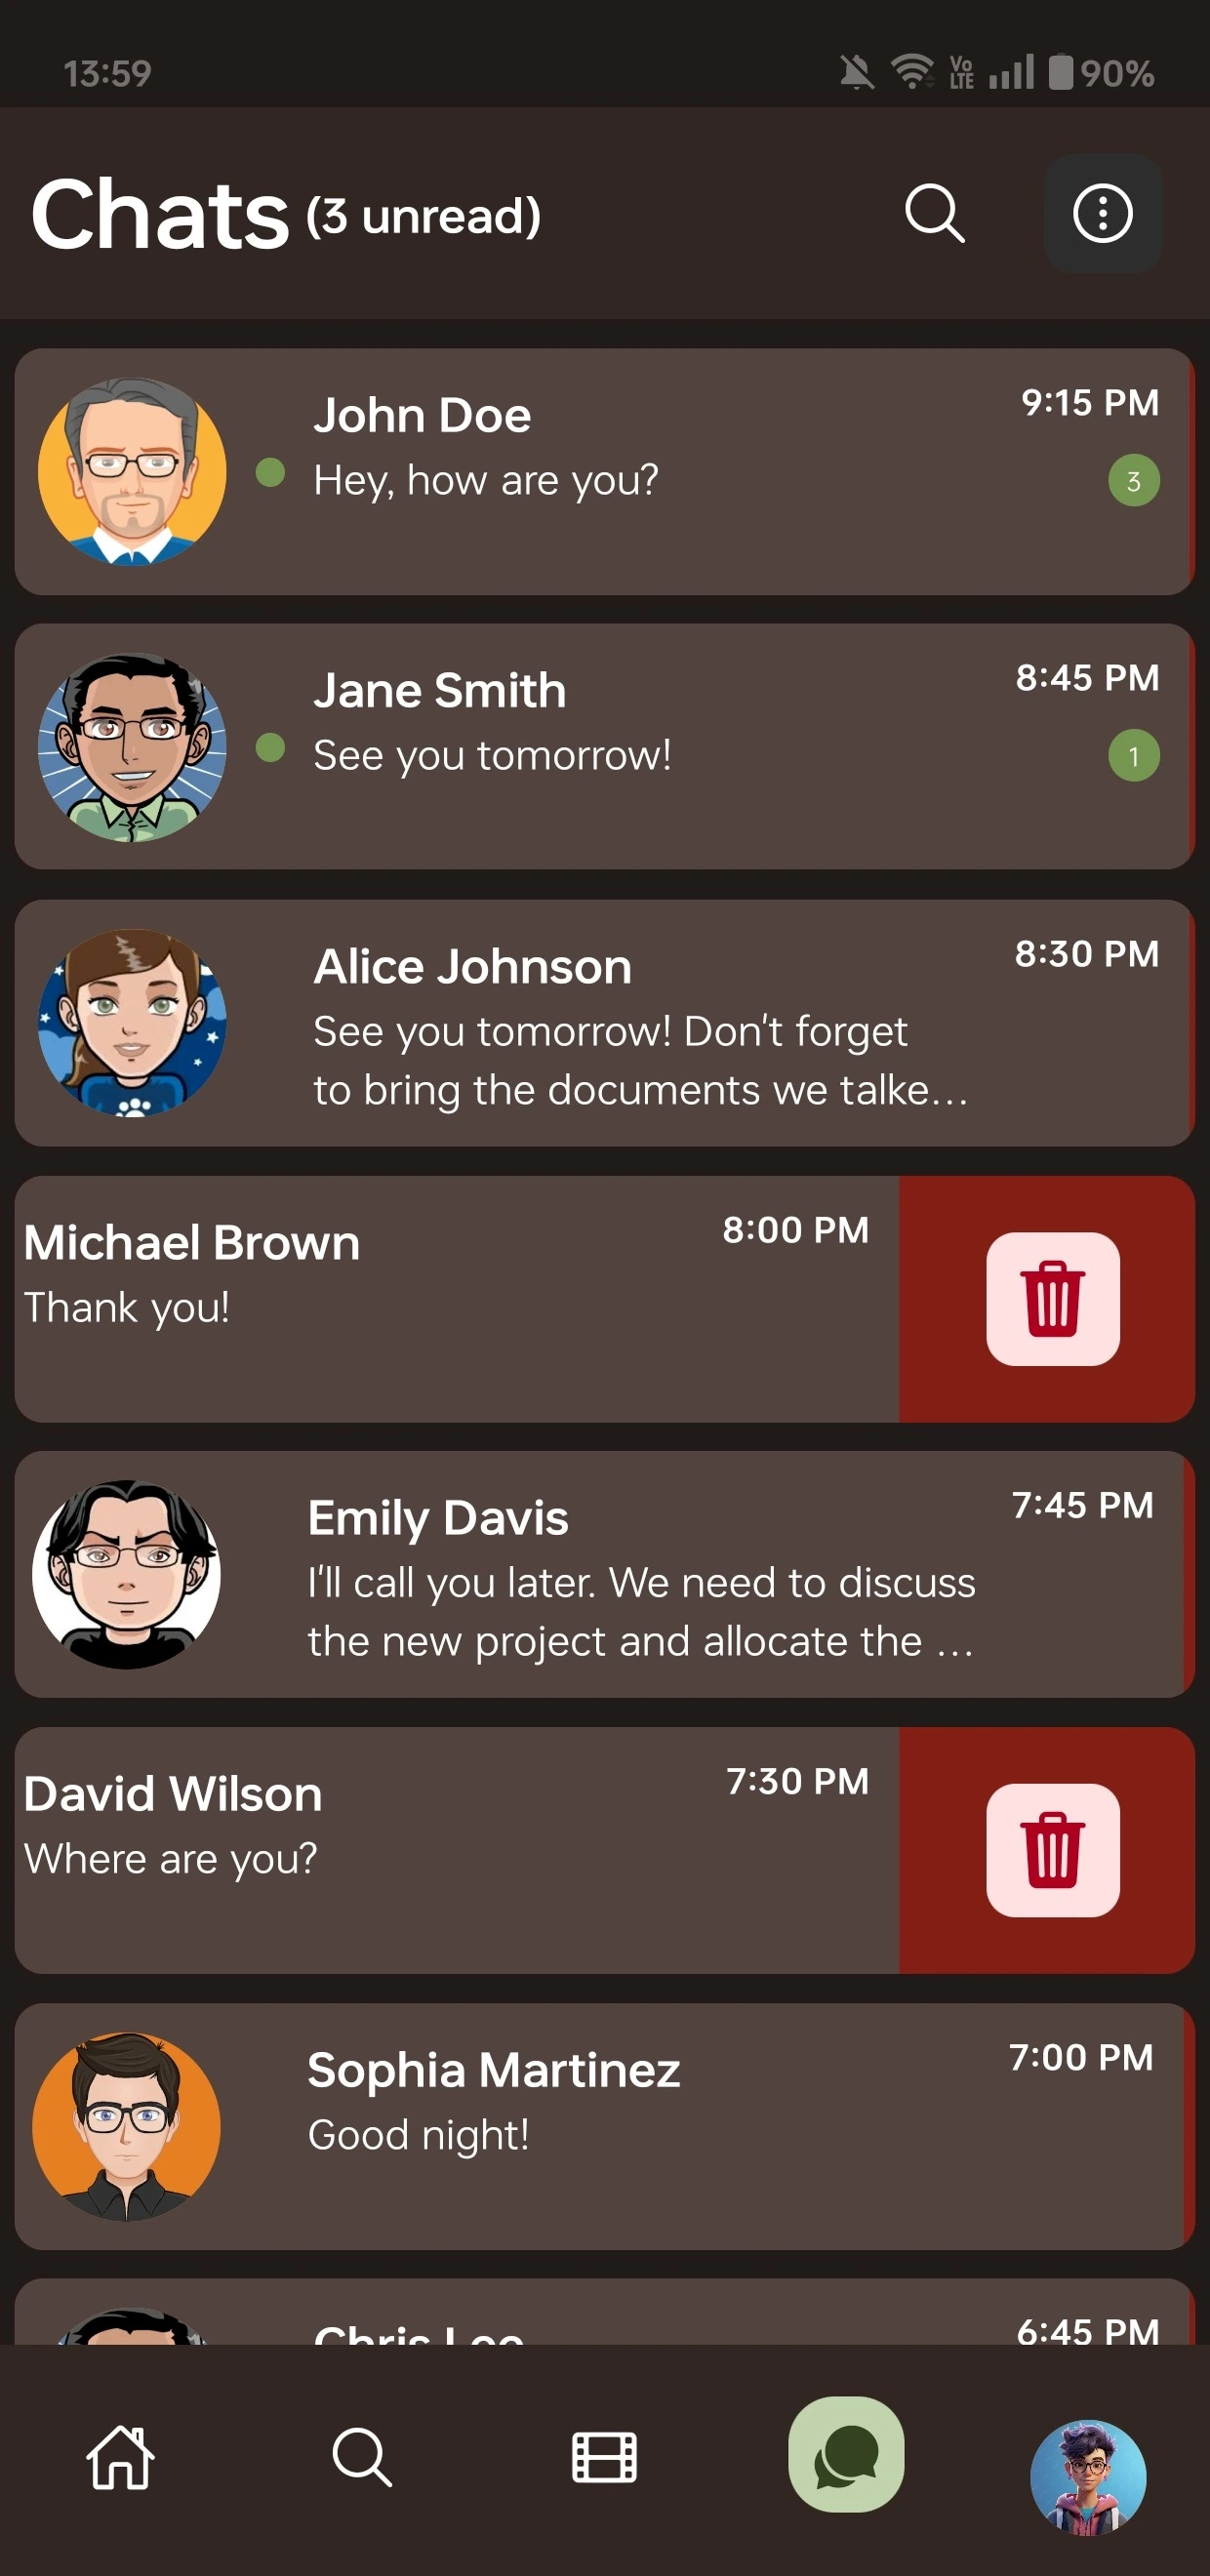 13:59
Vo LTE
90%
Chats (3 unread)
John Doe
9:15 PM
Hey, how are you?
3
Jane Smith
8:45 PM
See you tomorrow!
1
Alice Johnson
8:30 PM
See you tomorrow! Don't forget
to bring the documents we talke...
Michael Brown
8:00 PM
Thank you!
Emily Davis
7:45 PM
I'll call you later. We need to discuss
the new project and allocate the ...
David Wilson
7:30 PM
Where are you?
Sophia Martinez
7:00 PM
Good night!
Chris Lee
6:45 PM